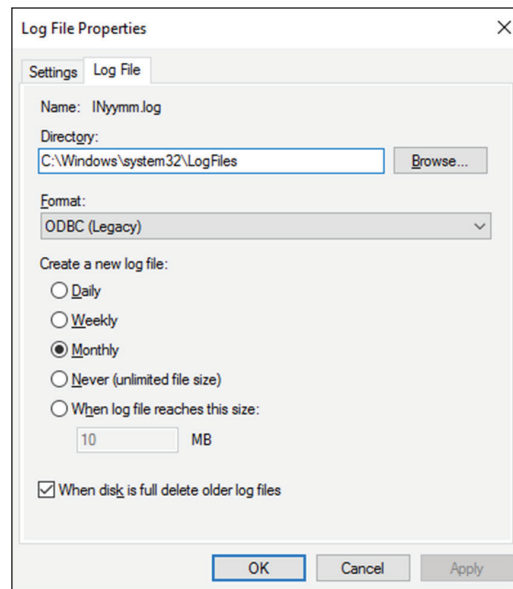 Log File Properties
Settings
Log File
Name: INyymm.log
Directory:
C:\Windows\system32\LogFiles
Browse...
Format:
ODBC (Legacy)
Create a new log file:
Daily
Weekly
Monthly
Never (unlimited file size)
When log file reaches this size:
10 MB
When disk is full delete older log files
OK
Cancel
Apply